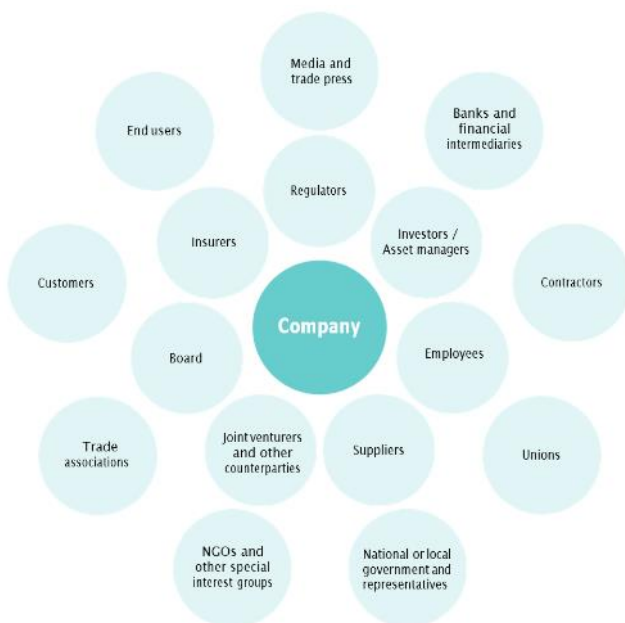 Media and
trade press
Banks and
financial
intermediaries
End users
Regulators
Investors /
Asset managers
Insurers
Customers
Contractors
Company
Board
Employees
Trade
associations
Joint venturers
and other
counterparties
Suppliers
Unions
NGOs and
other special
interest groups
National or local
government and
representatives